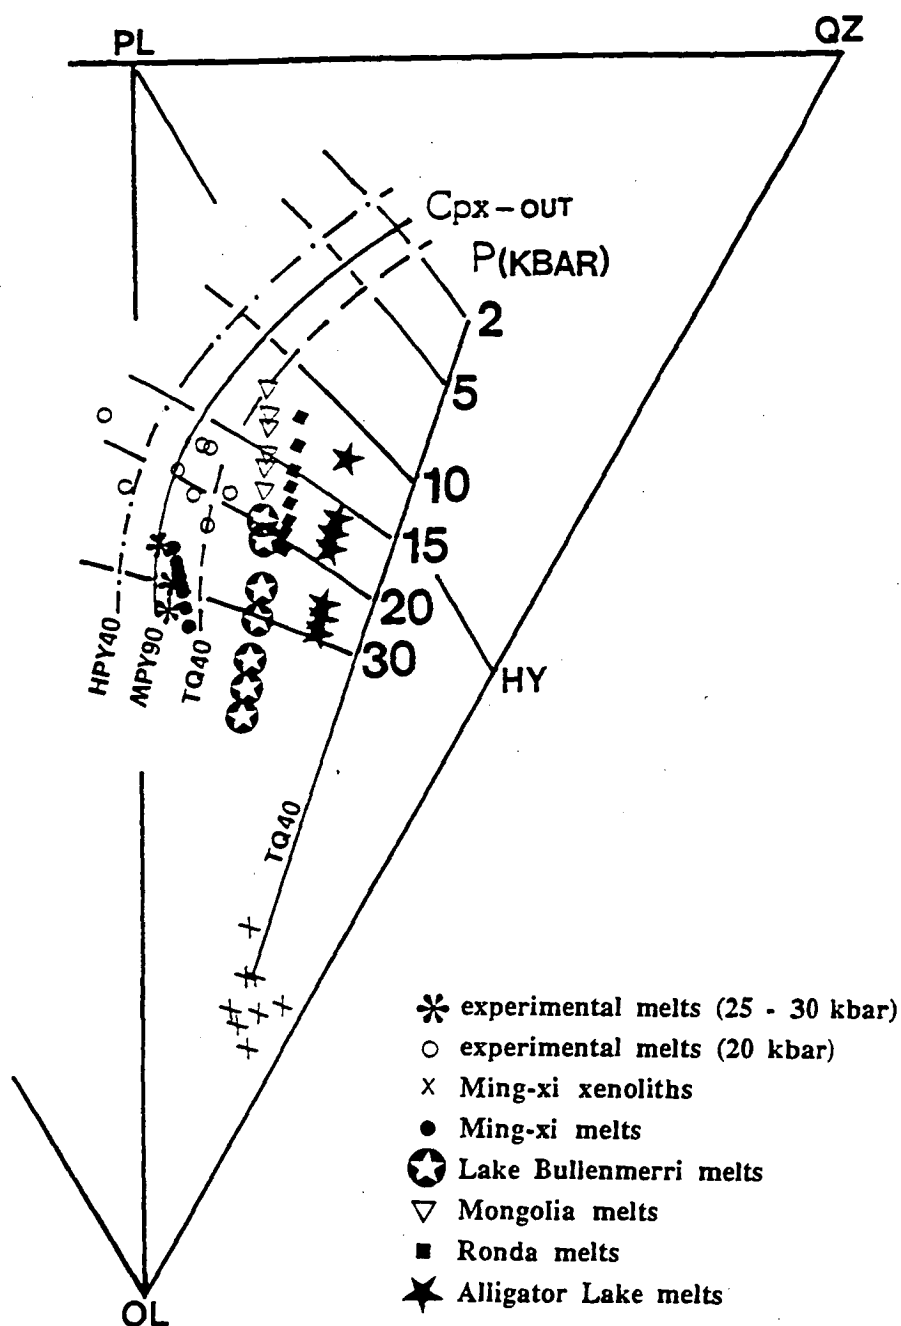 PL
QZ
Cpx-OUT
P(KBAR)
2
5
10
15
20
30
HPY40
MPY90
TQ40
HY
TQ40
experimental melts (25 - 30 kbar)
experimental melts (20 kbar)
Ming-xi xenoliths
Ming-xi melts
Lake Bullenmerri melts
Mongolia melts
Ronda melts
Alligator Lake melts
OL